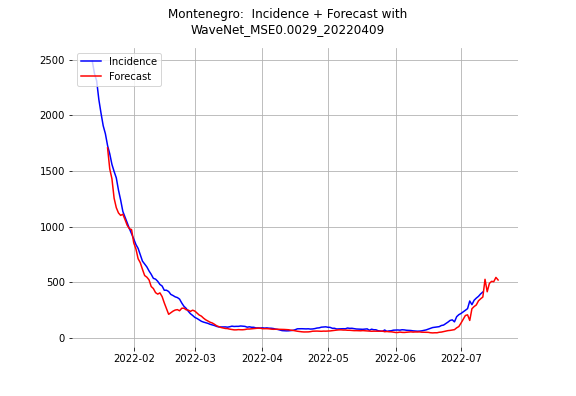 Montenegro:  Incidence + Forecast with
WaveNet_MSE0.0029_20220409
Incidence
Forecast
2500
2000
1500
1000
500
0
2022-02 2022-03 2022-04 2022-05 2022-06 2022-07